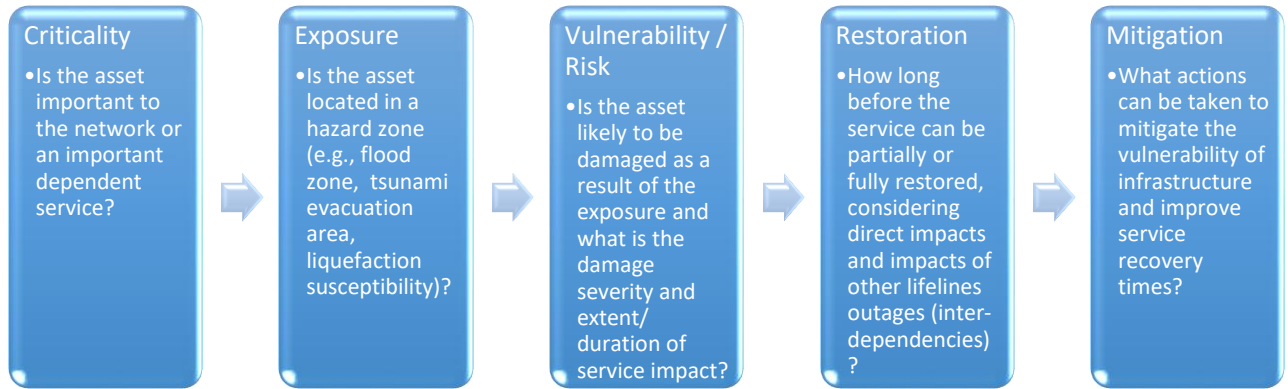 Criticality
•Is the asset
important to
the network or
an important
dependent
service?
Exposure
•Is the asset
located in a
hazard zone
(e.g., flood
zone, tsunami
evacuation
area,
liquefaction
susceptibility)?
Vulnerability /
Risk
•Is the asset
likely to be
damaged as a
result of the
exposure and
what is the
damage
severity and
extent/
duration of
service impact?
Restoration
•How long
before the
service can be
partially or
fully restored,
considering
direct impacts
and impacts of
other lifelines
outages (inter-
dependencies)
?
Mitigation
•What actions
can be taken to
mitigate the
vulnerability of
infrastructure
and improve
service
recovery
times?